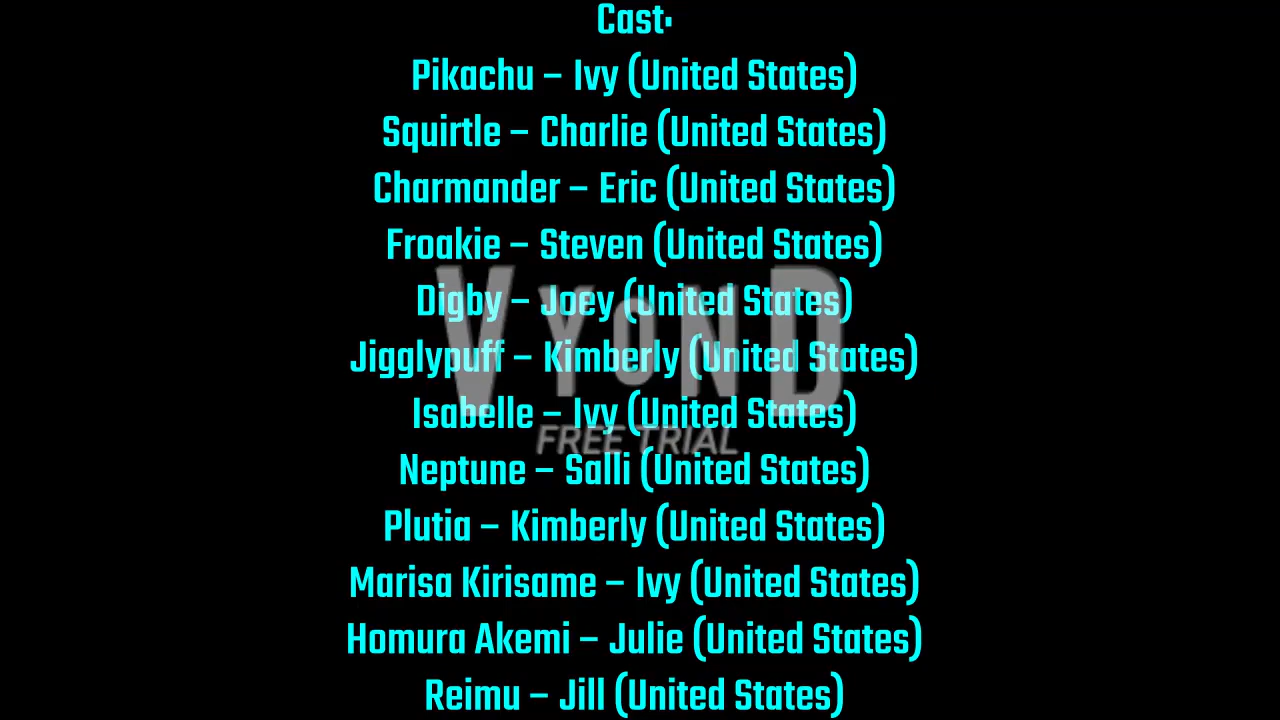 Cast:
Pikachu – Ivy (United States)
Squirtle – Charlie (United States)
Charmander – Eric (United States)
Froakie – Steven (United States)
Digby – Joey (United States)
Jigglypuff – Kimberly (United States)
Isabelle – Ivy (United States)
Neptune – Salli (United States)
Plutia – Kimberly (United States)
Marisa Kirisame – Ivy (United States)
Homura Akemi – Julie (United States)
Reimu – Jill (United States)
VYOND
FREE TRIAL